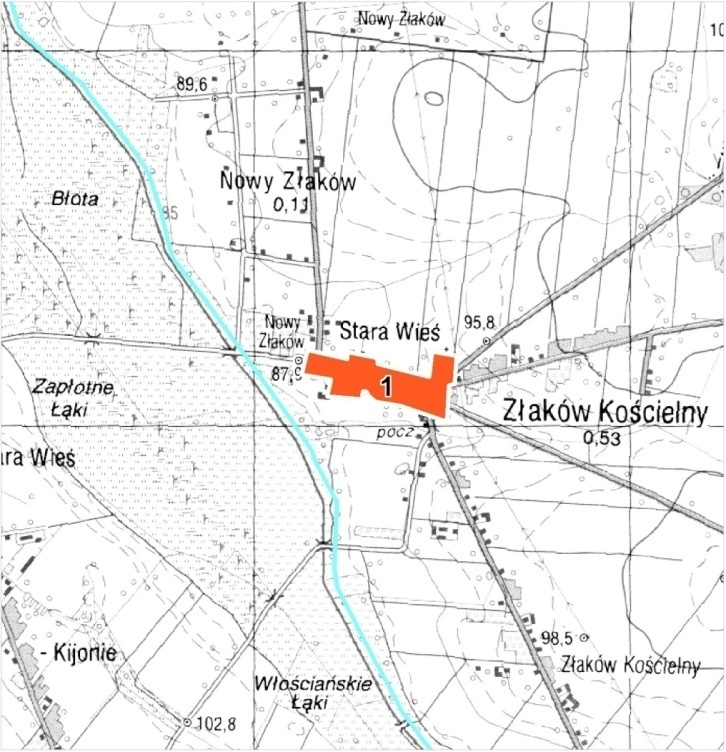 Nowy Złaków
10
89,6
Nowy Złaków
0,11
Błota
95
Nowy
Złaków
Stara Wieś
95,8
87,9
1
Zapłotne
Łąki
Złaków Kościelny
0,53
pocz.
ara Wieś
- Kijonie
98,5
Złaków Kościelny
Włościańskie
Łąki
102,8